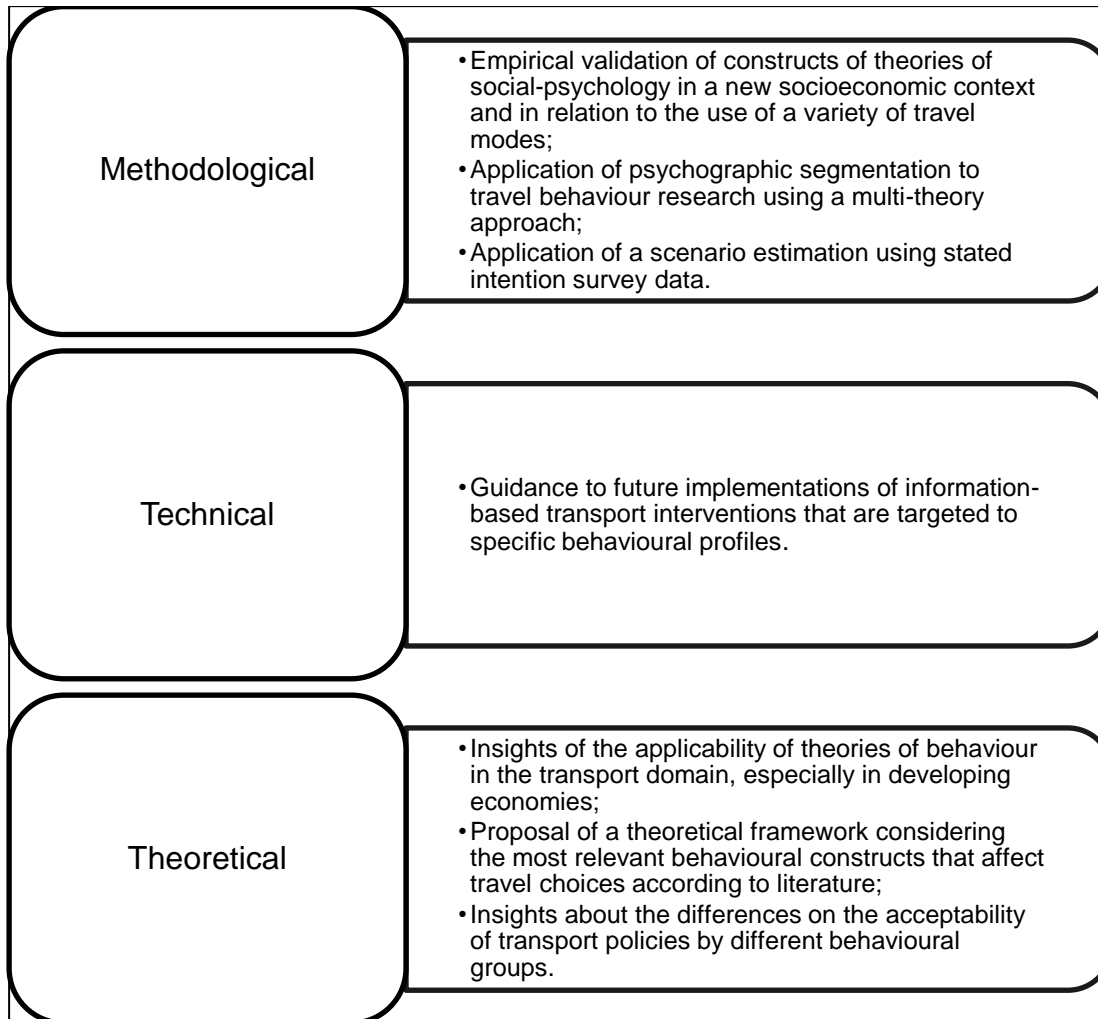 Methodological
•Empirical validation of constructs of theories of
social-psychology in a new socioeconomic context
and in relation to the use of a variety of travel
modes;
•Application of psychographic segmentation to
travel behaviour research using a multi-theory
approach;
•Application of a scenario estimation using stated
intention survey data.
Technical
•Guidance to future implementations of information-
based transport interventions that are targeted to
specific behavioural profiles.
Theoretical
•Insights of the applicability of theories of behaviour
in the transport domain, especially in developing
economies;
•Proposal of a theoretical framework considering
the most relevant behavioural constructs that affect
travel choices according to literature;
•Insights about the differences on the acceptability
of transport policies by different behavioural
groups.